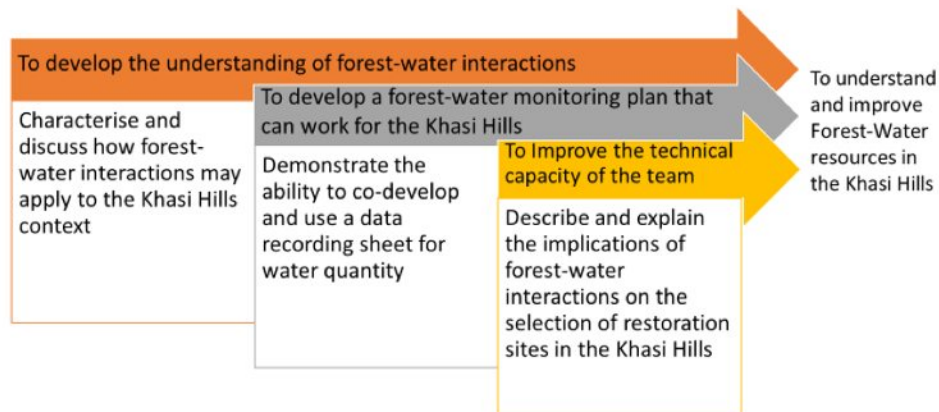 To develop the understanding of forest-water interactions
Characterise and
discuss how forest-
water interactions may
apply to the Khasi Hills
context
To develop a forest-water monitoring plan that
can work for the Khasi Hills
Demonstrate the
ability to co-develop
and use a data
recording sheet for
water quantity
To Improve the technical
capacity of the team
Describe and explain
the implications of
forest-water
interactions on the
selection of restoration
sites in the Khasi Hills
To understand
and improve
Forest-Water
resources in
the Khasi Hills